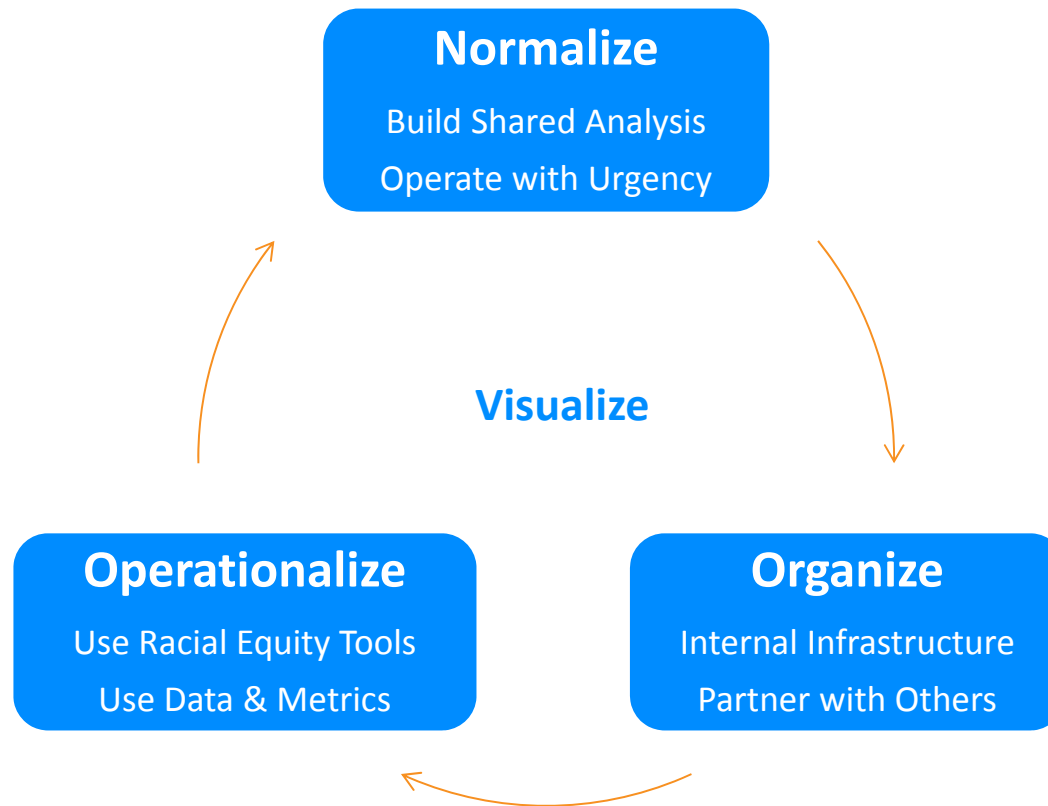 Normalize
Build Shared Analysis
Operate with Urgency
Visualize
Operationalize
Use Racial Equity Tools
Use Data & Metrics
Organize
Internal Infrastructure
Partner with Others